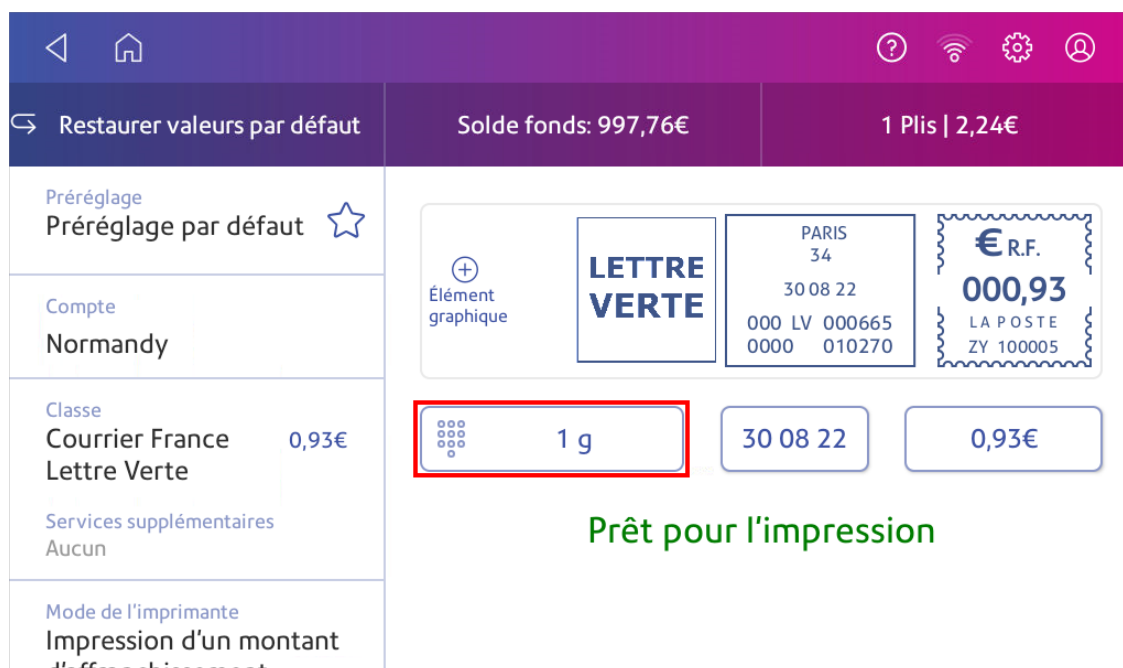 Restaurer valeurs par défaut
Solde fonds: 997,76€
1 Plis | 2,24€
Préréglage
Préréglage par défaut
Compte
Normandy
Classe
Courrier France 0,93€
Lettre Verte
Services supplémentaires
Aucun
Mode de l'imprimante
Impression d'un montant
d'affranchissement
Élément
graphique
LETTRE
VERTE
PARIS
34
30 08 22
000 LV 000665
0000 010270
€ R.F.
000,93
LA POSTE
ZY 100005
1 g
30 08 22
0,93€
Prêt pour l'impression